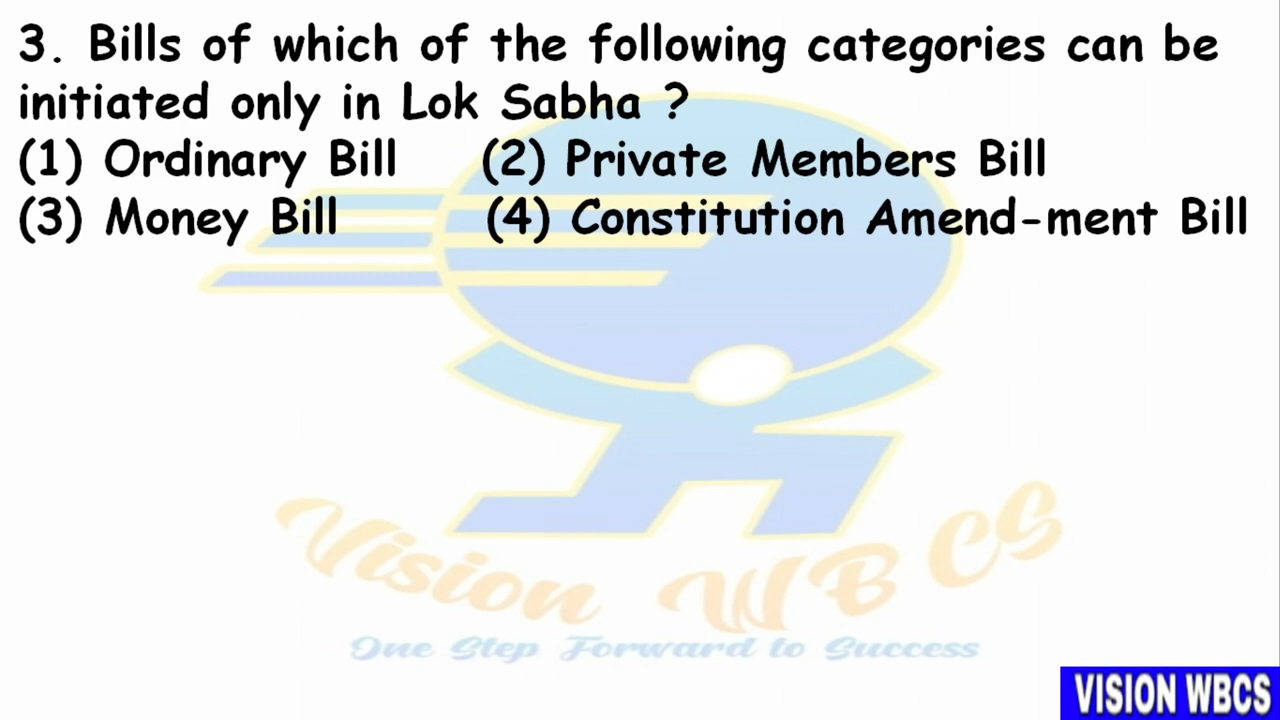 3. Bills of which of the following categories can be
initiated only in Lok Sabha ?
(1) Ordinary Bill (2) Private Members Bill
(3) Money Bill (4) Constitution Amend-ment Bill
Vision WBCS
One Step Forward to Success
VISION WBCS